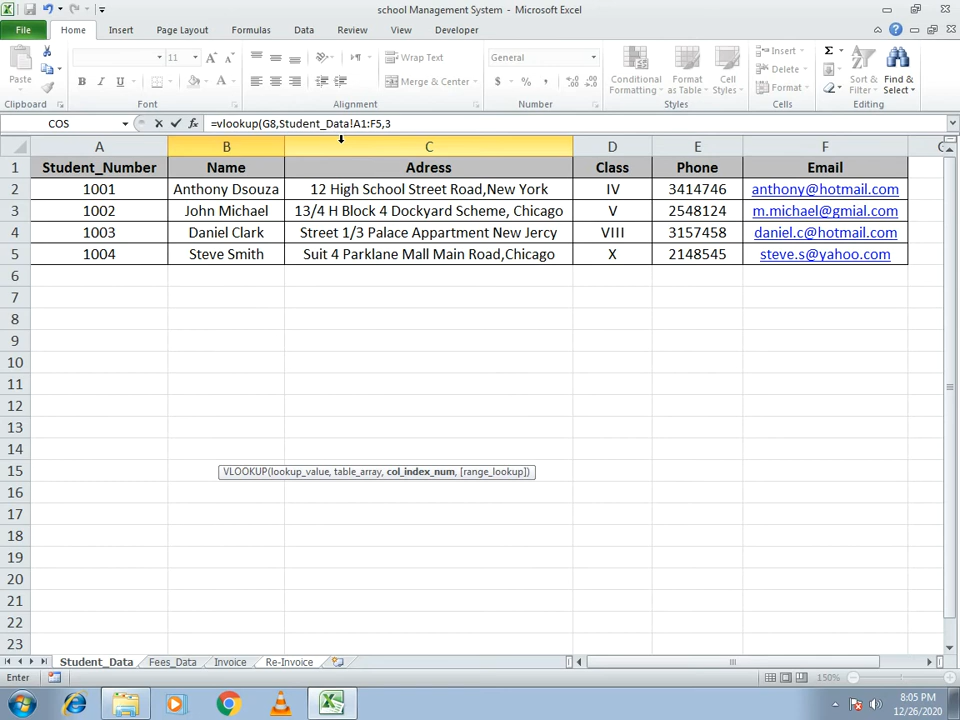 school Management System - Microsoft Excel
File Home Insert Page Layout Formulas Data Review View Developer
Paste
11
B I U
Wrap Text
Merge & Center
General
$ % ,
Conditional Formatting
Format as Table
Cell Styles
Insert
Delete
Format
Σ
Sort & Filter
Find & Select
Clipboard Font Alignment Number Styles Cells Editing
COS fx =vlookup(G8,Student_Data!A1:F5,3
A B C D E F G
1 Student_Number Name Adress Class Phone Email
2 1001 Anthony Dsouza 12 High School Street Road,New York IV 3414746 anthony@hotmail.com
3 1002 John Michael 13/4 H Block 4 Dockyard Scheme, Chicago V 2548124 m.michael@gmial.com
4 1003 Daniel Clark Street 1/3 Palace Appartment New Jercy VIII 3157458 daniel.c@hotmail.com
5 1004 Steve Smith Suit 4 Parklane Mall Main Road,Chicago X 2148545 steve.s@yahoo.com
6
7
8
9
10
11
12
13
14
15 VLOOKUP(lookup_value, table_array, col_index_num, [range_lookup])
16
17
18
19
20
21
22
23
Student_Data Fees_Data Invoice Re-Invoice
Enter 150%
8:05 PM
12/26/2020